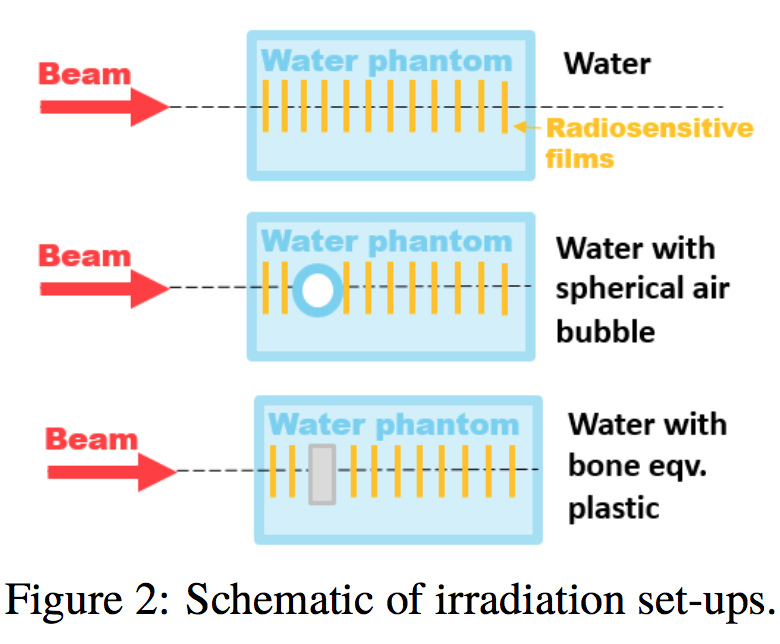 Water phantom
Water
Beam
Radiosensitive
films
Water phantom
Beam
Water with
spherical air
bubble
Water phantom
Beam
Water with
bone eqv.
plastic
Figure 2: Schematic of irradiation set-ups.